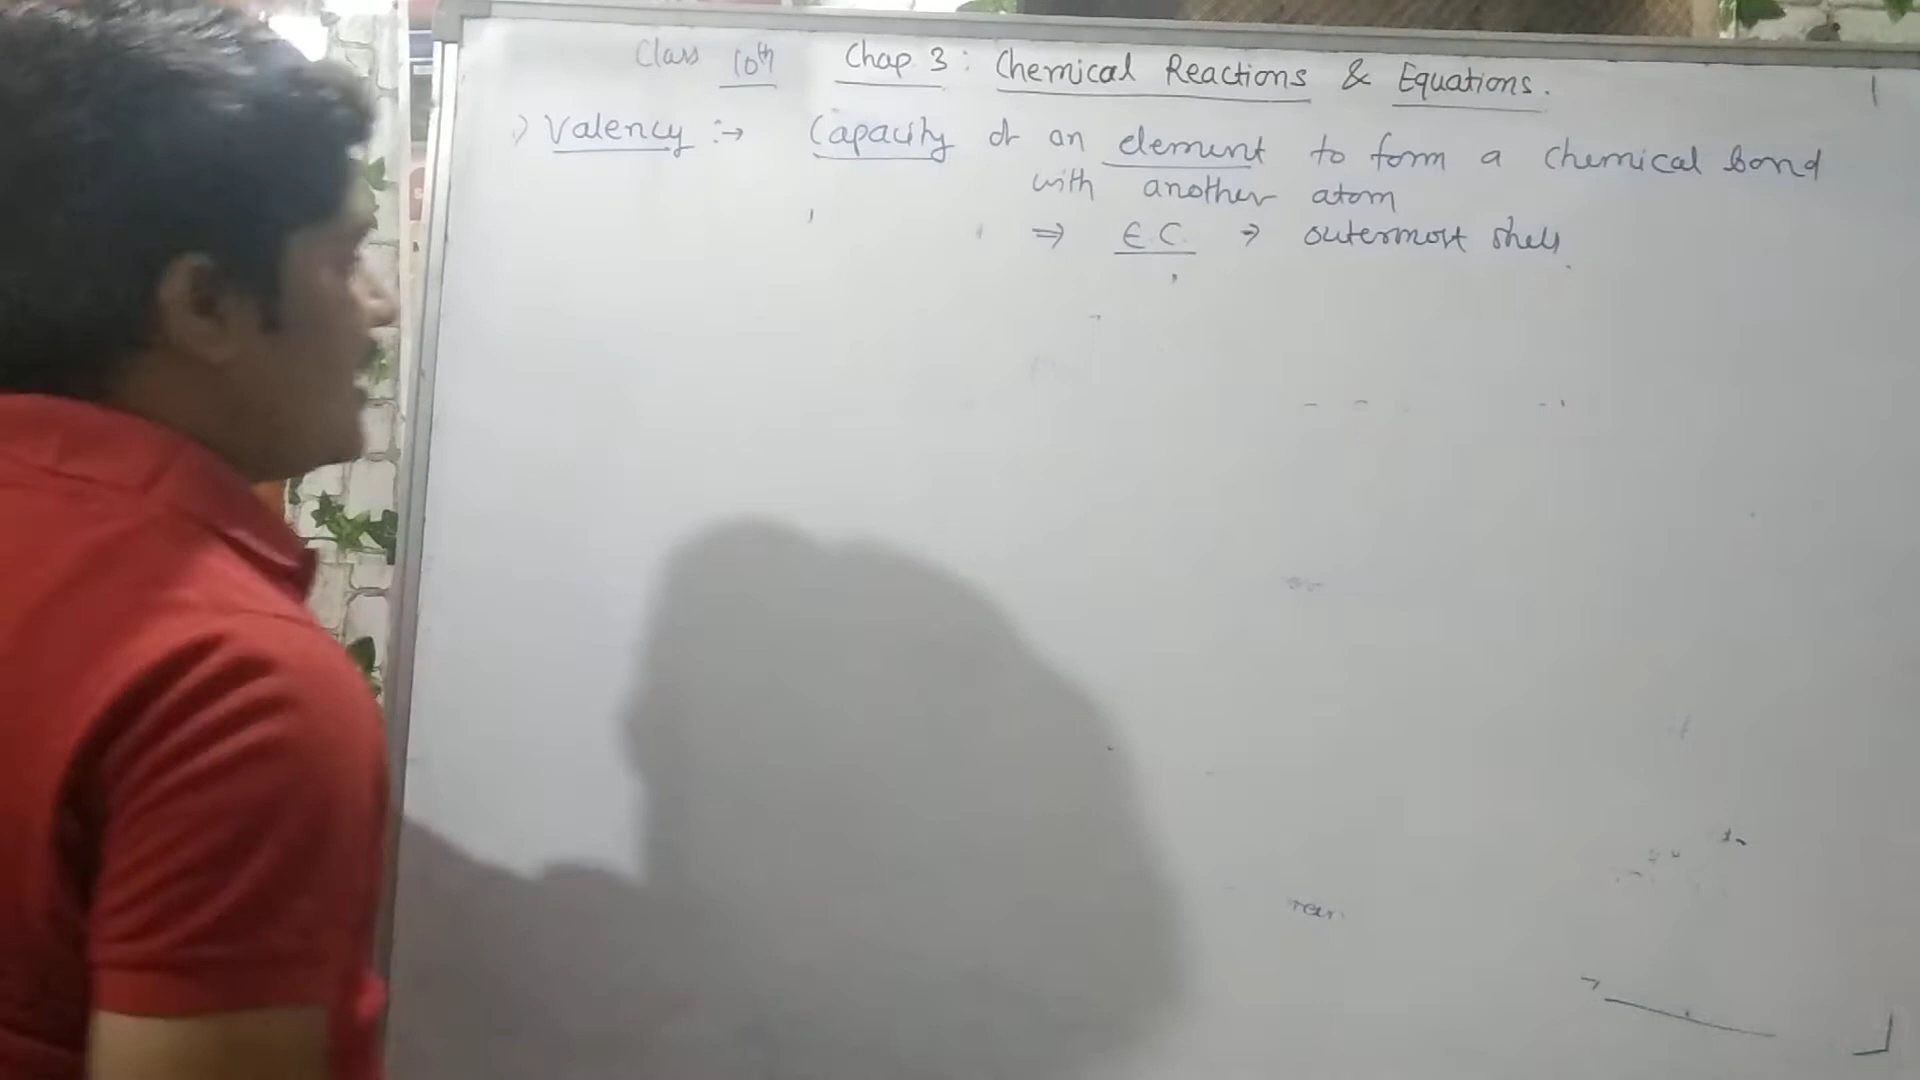 Class 10th Chap 3 : Chemical Reactions & Equations.
1) Valency :→ Capacity of an element to form a chemical bond
with another atom
⇒ E.C. → outermost shell